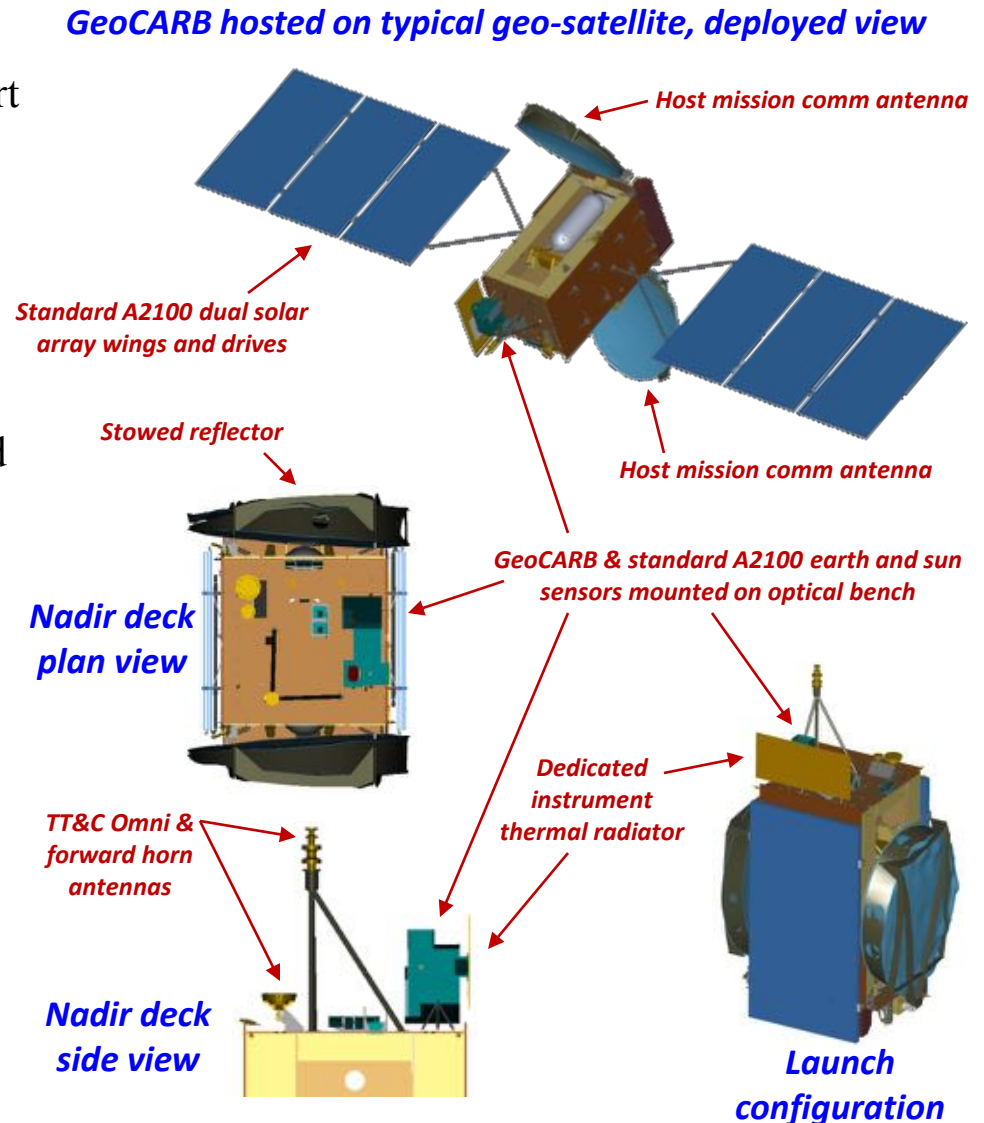 GeoCARB hosted on typical geo-satellite, deployed view
rt
Host mission comm antenna
Standard A2100 dual solar
array wings and drives
Stowed reflector
Host mission comm antenna
GeoCARB & standard A2100 earth and sun
sensors mounted on optical bench
Nadir deck
plan view
Dedicated
instrument
thermal radiator
TT&C Omni &
forward horn
antennas
Nadir deck
side view
Launch
configuration